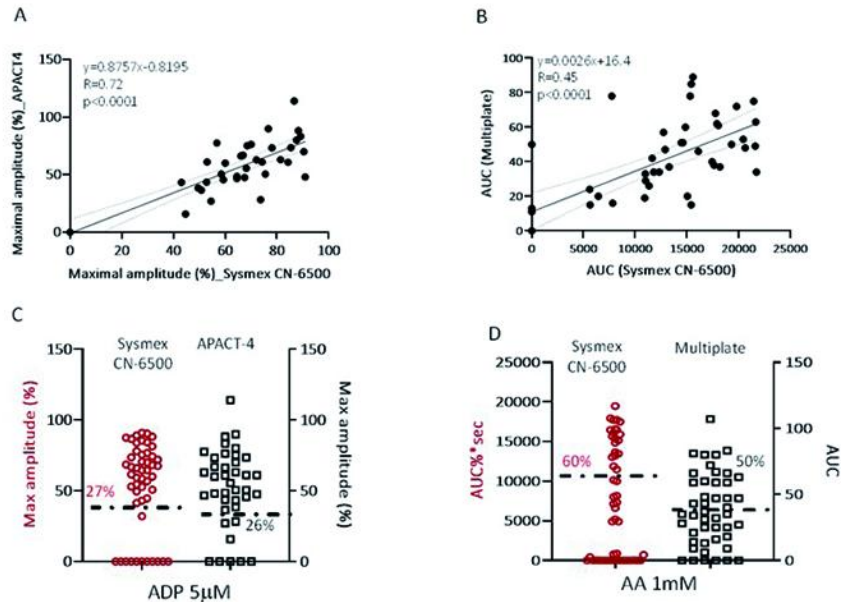 A
y=0.8757x-0.8195
R=0.72
p<0.0001
Maximal amplitude (%)_APACT4
150
100
50
0
0 20 40 60 80 100
Maximal amplitude (%)_Sysmex CN-6500
B
y=0.0026x+16.4
R=0.45
p<0.0001
AUC (Multiplate)
100
80
60
40
20
0
0 5000 10000 15000 20000 25000
AUC (Sysmex CN-6500)
C
Sysmex
CN-6500
APACT-4
Max amplitude (%)
150
100
50
0
27%
26%
150
100
50
0
Max amplitude (%)
ADP 5µM
D
Sysmex
CN-6500
Multiplate
AUC%*sec
25000
20000
15000
10000
5000
0
60%
50%
150
100
50
0
AUC
AA 1mM